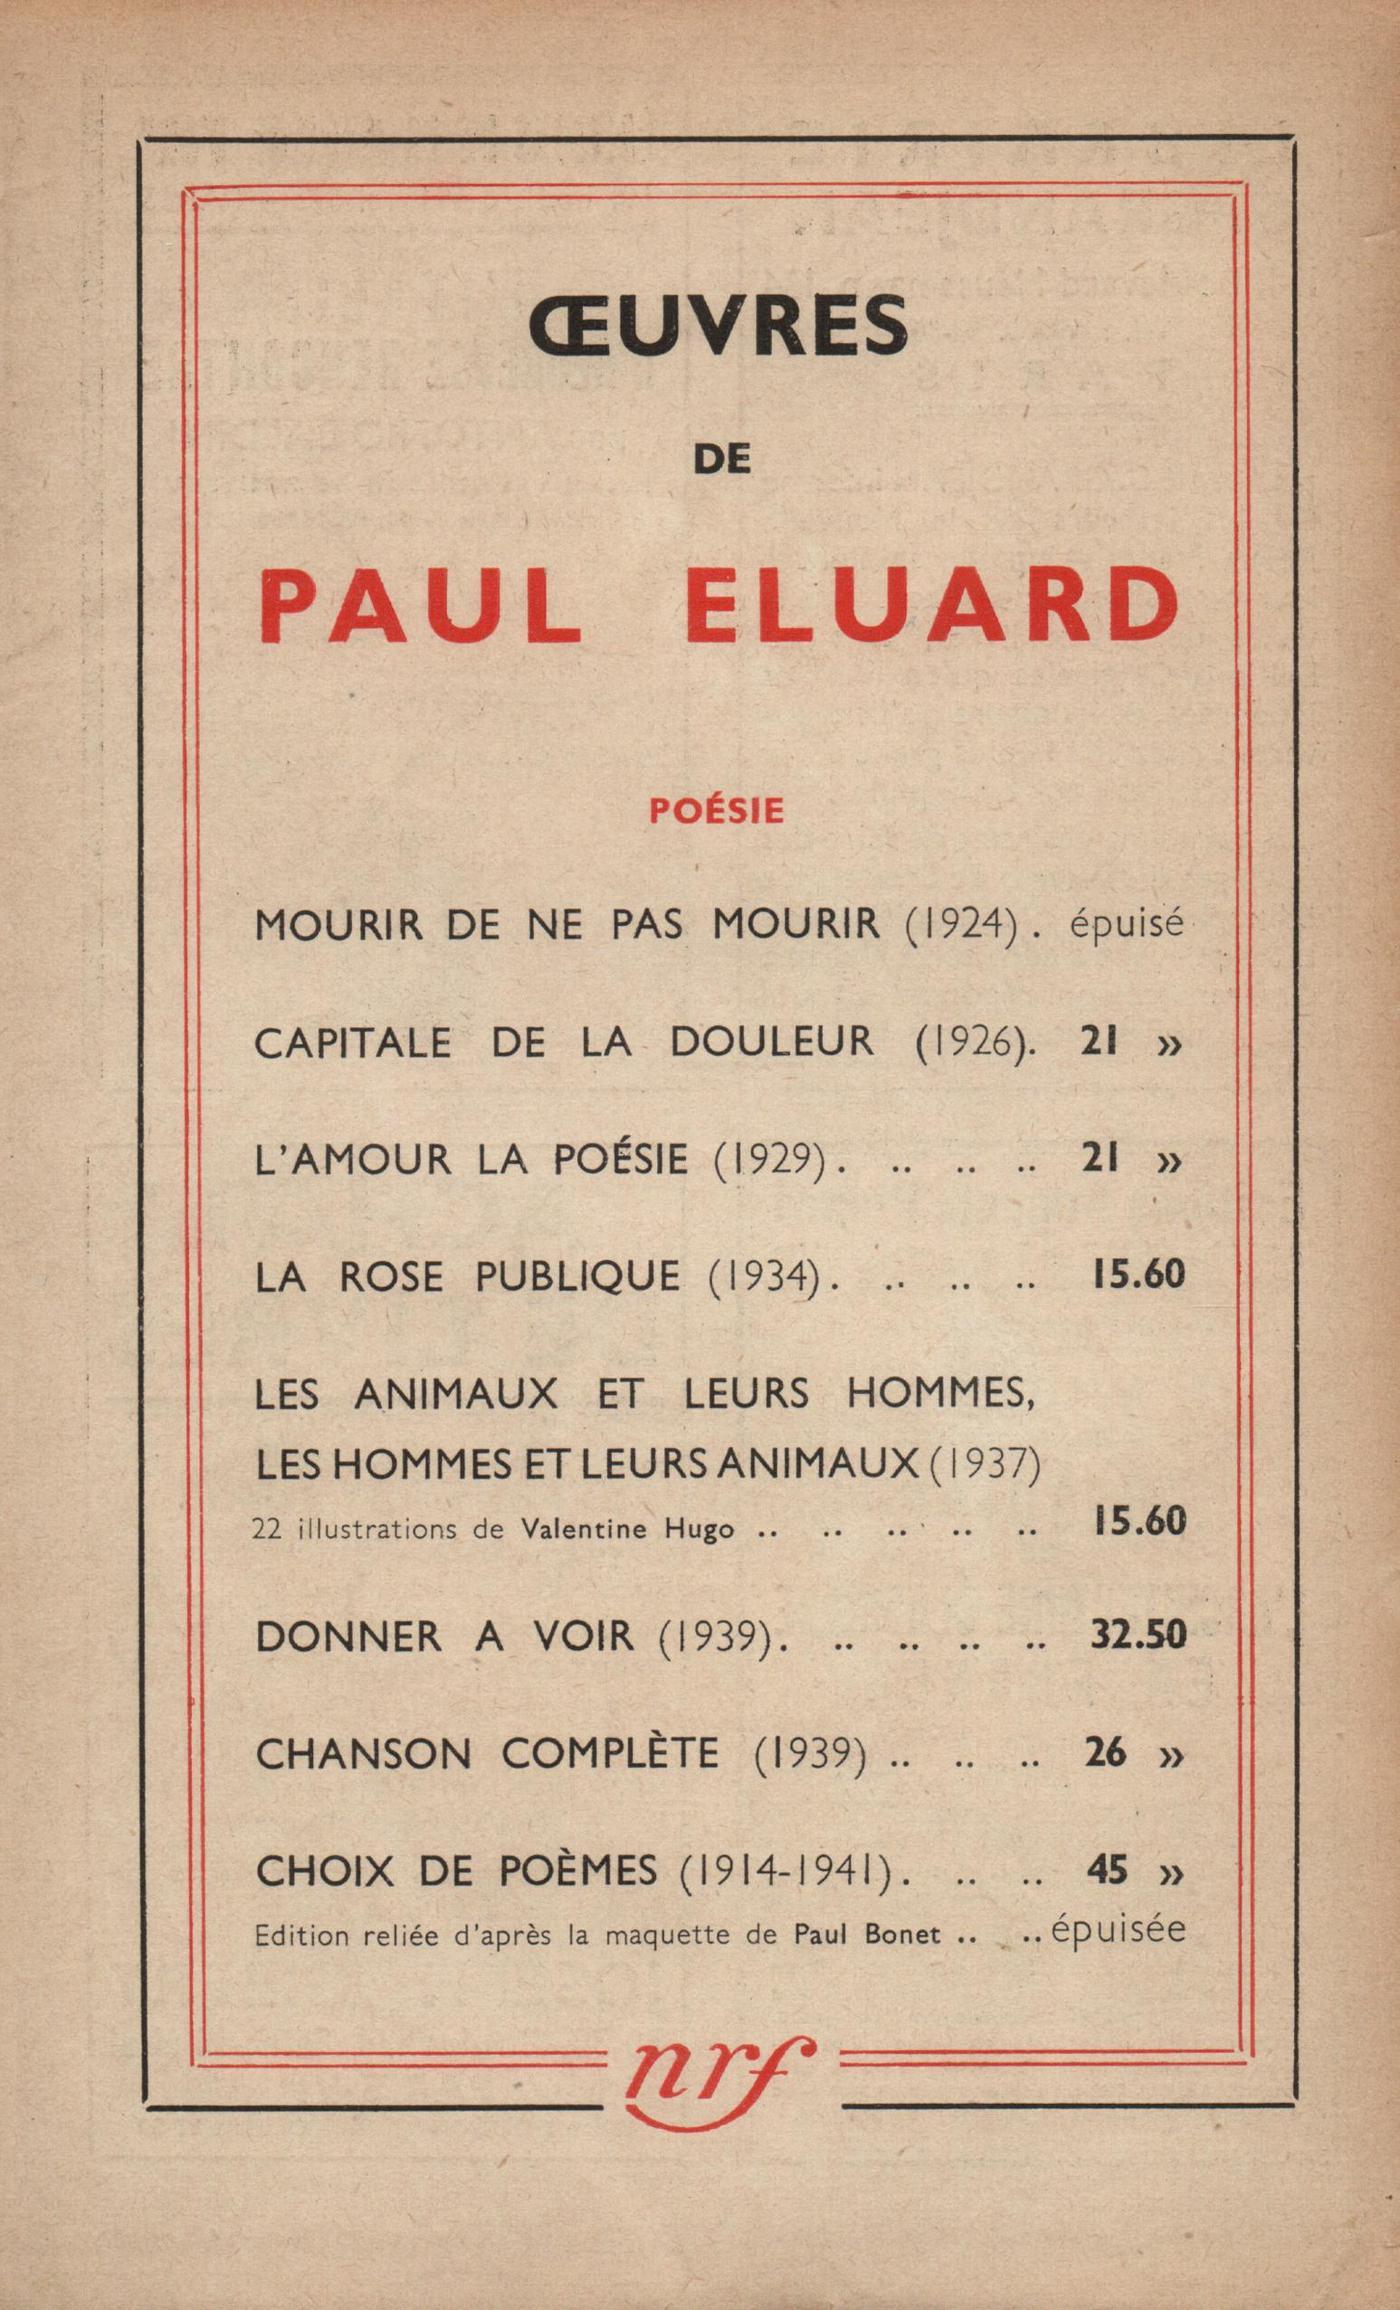 ŒUVRES
DE
PAUL ELUARD
POÉSIE
MOURIR DE NE PAS MOURIR (1924). épuisé
CAPITALE DE LA DOULEUR (1926). 21 »
L'AMOUR LA POÉSIE (1929). .. .. .. 21 »
LA ROSE PUBLIQUE (1934). .. .. .. 15.60
LES ANIMAUX ET LEURS HOMMES,
LES HOMMES ET LEURS ANIMAUX (1937)
22 illustrations de Valentine Hugo .. .. .. .. .. 15.60
DONNER A VOIR (1939). .. .. .. .. 32.50
CHANSON COMPLÈTE (1939) .. .. .. 26 »
CHOIX DE POÈMES (1914-1941). .. .. 45 »
Edition reliée d'après la maquette de Paul Bonet .. .. épuisée
nrf